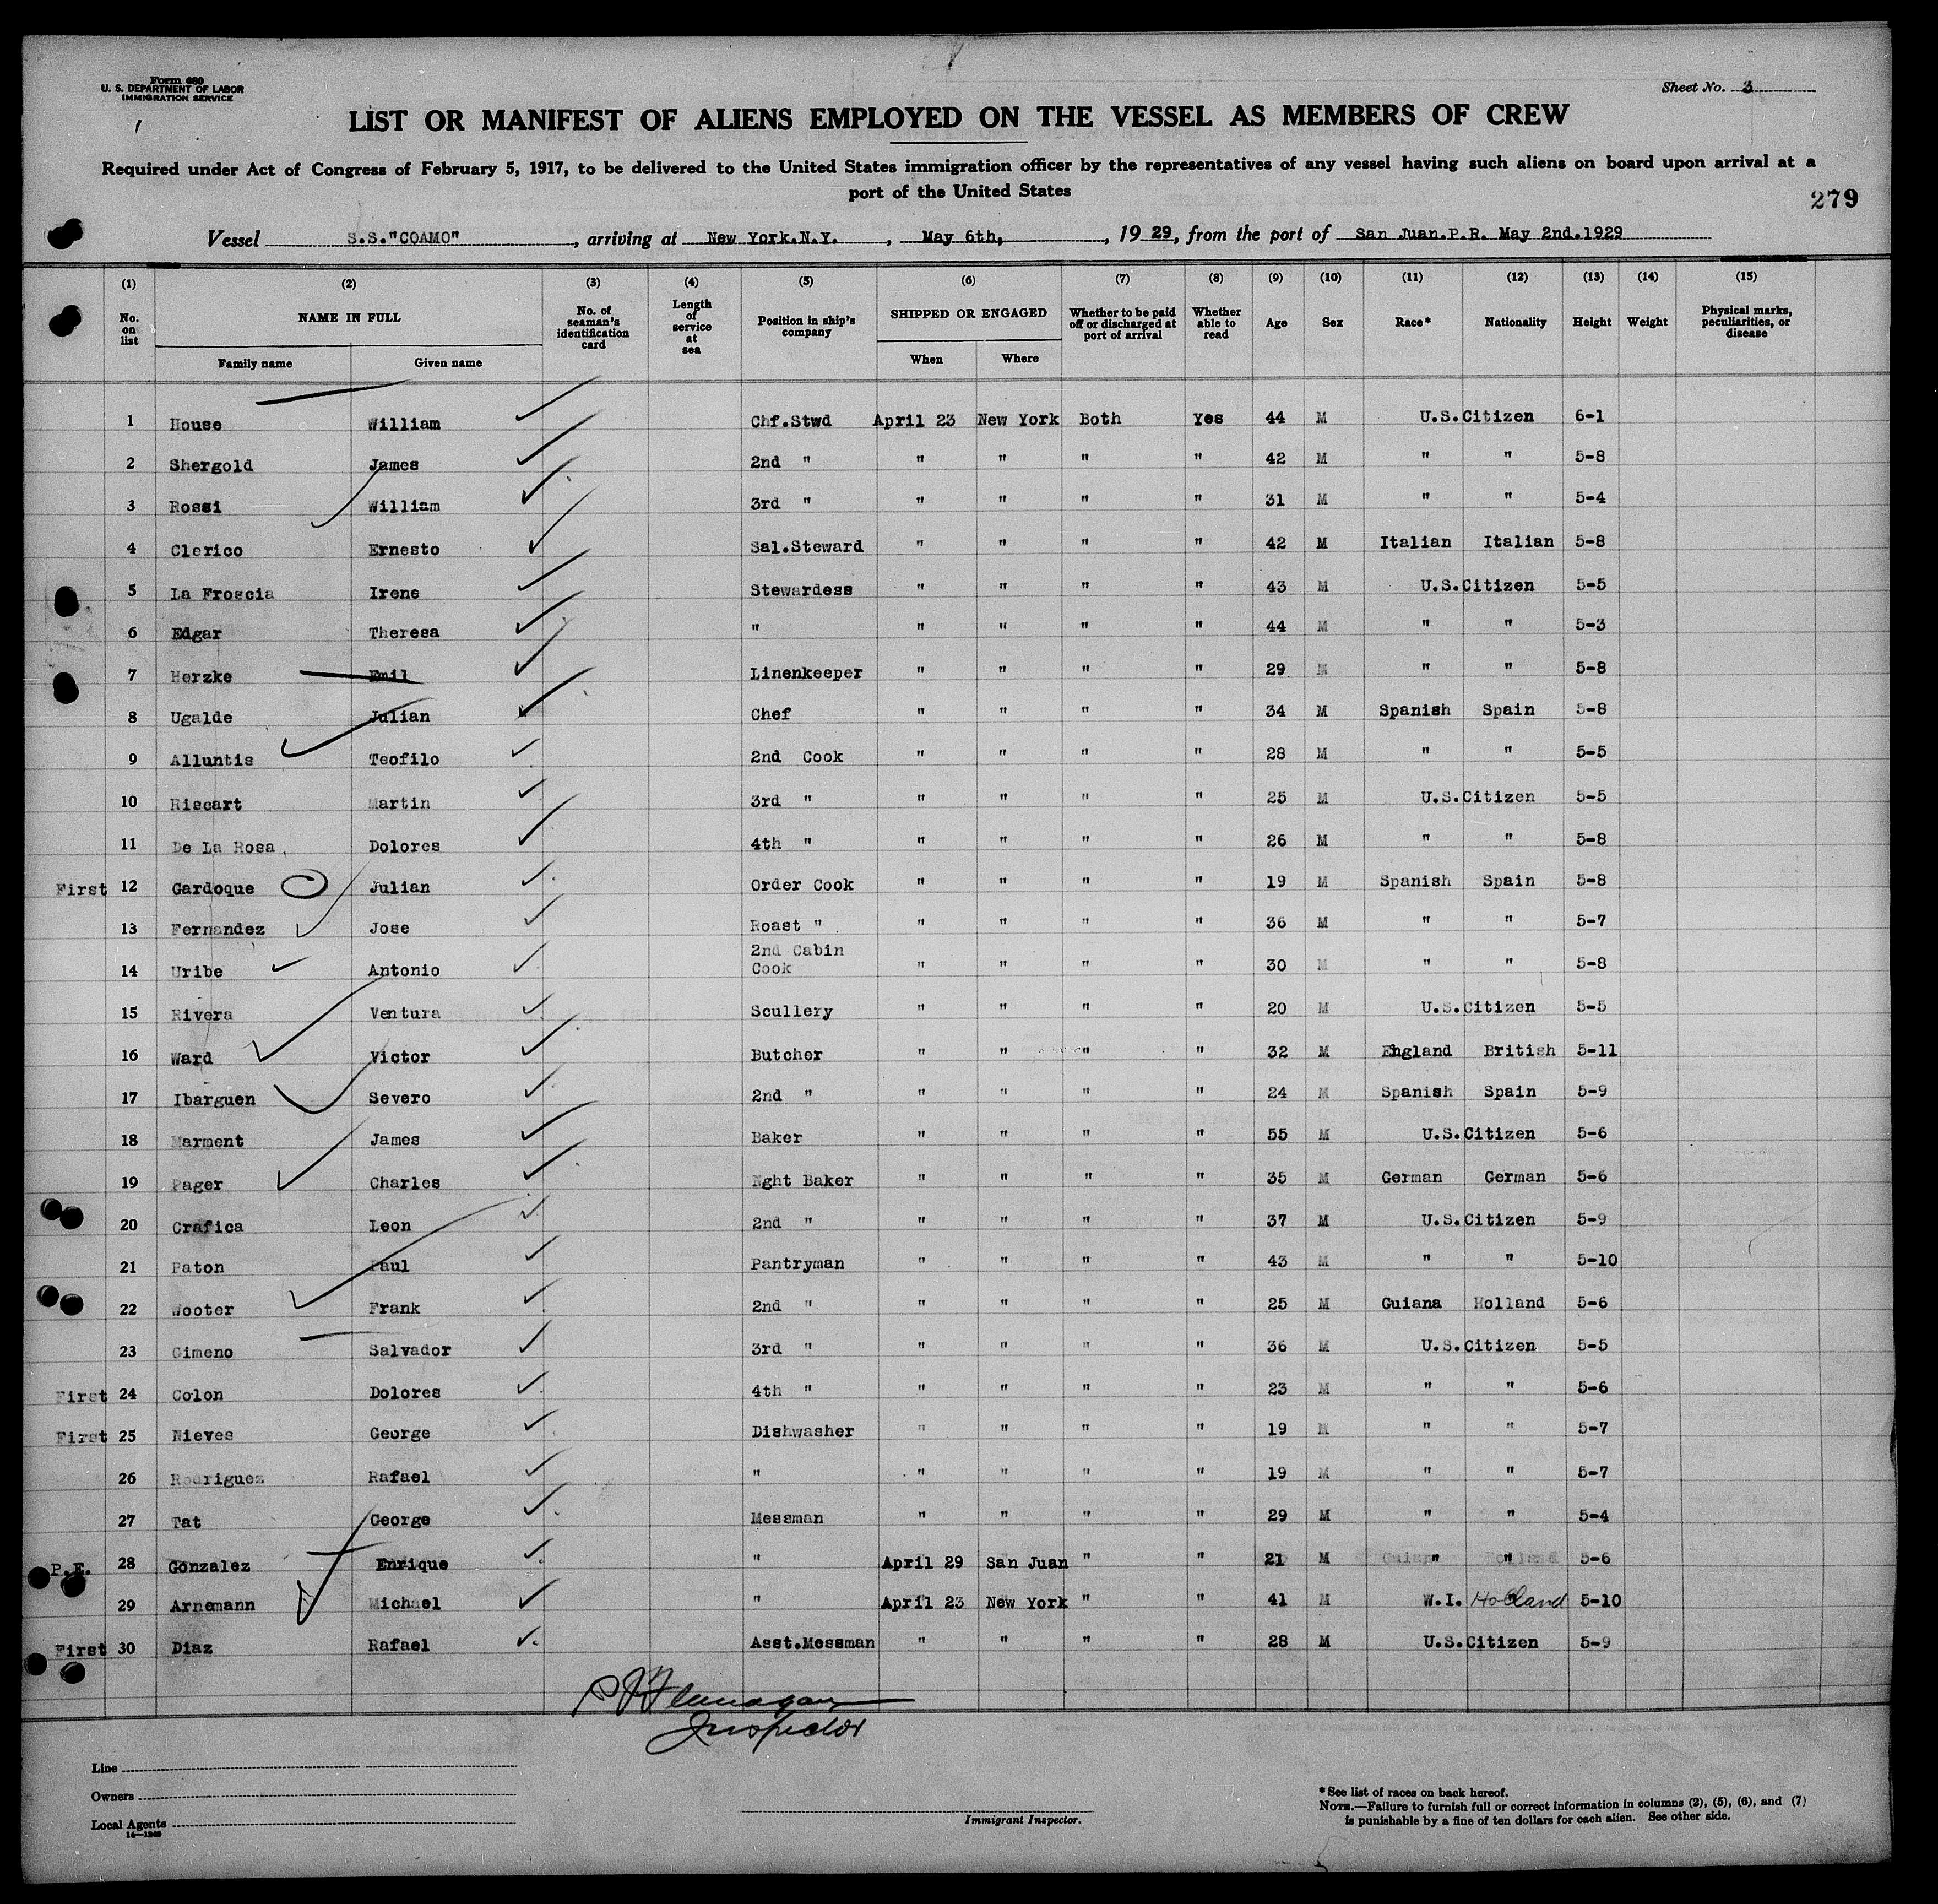 Form 680
U. S. DEPARTMENT OF LABOR
IMMIGRATION SERVICE
Sheet No. 3
LIST OR MANIFEST OF ALIENS EMPLOYED ON THE VESSEL AS MEMBERS OF CREW
Required under Act of Congress of February 5, 1917, to be delivered to the United States immigration officer by the representatives of any vessel having such aliens on board upon arrival at a
port of the United States
279
Vessel S.S."COAMO" , arriving at New York.N.Y. , May 6th, , 19 29, from the port of San Juan.P.R. May 2nd.1929
(1) (2) (3) (4) (5) (6) (7) (8) (9) (10) (11) (12) (13) (14) (15)
No. on list NAME IN FULL Family name Given name No. of seaman's identification card Length of service at sea Position in ship's company SHIPPED OR ENGAGED When Where Whether to be paid off or discharged at port of arrival Whether able to read Age Sex Race* Nationality Height Weight Physical marks, peculiarities, or disease
1 House William Chf.Stwd April 23 New York Both Yes 44 M U.S.Citizen 6-1
2 Shergold James 2nd " " " " " 42 M " " 5-8
3 Rossi William 3rd " " " " " 31 M " " 5-4
4 Clerico Ernesto Sal.Steward " " " " 42 M Italian Italian 5-8
5 La Froscia Irene Stewardess " " " " 43 M U.S.Citizen 5-5
6 Edgar Theresa " " " " " 44 M " " 5-3
7 Herzke Emil Linenkeeper " " " " 29 M " " 5-8
8 Ugalde Julian Chef " " " " 34 M Spanish Spain 5-8
9 Alluntis Teofilo 2nd Cook " " " " 28 M " " 5-5
10 Riscart Martin 3rd " " " " " 25 M U.S.Citizen 5-5
11 De La Rosa Dolores 4th " " " " " 26 M " " 5-8
First 12 Gardoque Julian Order Cook " " " " 19 M Spanish Spain 5-8
13 Fernandez Jose Roast " " " " " 36 M " " 5-7
14 Uribe Antonio 2nd Cabin Cook " " " " 30 M " " 5-8
15 Rivera Ventura Scullery " " " " 20 M U.S.Citizen 5-5
16 Ward Victor Butcher " " " " 32 M England British 5-11
17 Ibarguen Severo 2nd " " " " " 24 M Spanish Spain 5-9
18 Marment James Baker " " " " 55 M U.S.Citizen 5-6
19 Pager Charles Nght Baker " " " " 35 M German German 5-6
20 Crafica Leon 2nd " " " " " 37 M U.S.Citizen 5-9
21 Paton Paul Pantryman " " " " 43 M " " 5-10
22 Wooter Frank 2nd " " " " " 25 M Guiana Holland 5-6
23 Gimeno Salvador 3rd " " " " " 36 M U.S.Citizen 5-5
First 24 Colon Dolores 4th " " " " " 23 M " " 5-6
First 25 Nieves George Dishwasher " " " " 19 M " " 5-7
26 Rodriguez Rafael " " " " " 19 M " " 5-7
27 Tat George Messman " " " " 29 M " " 5-4
P.E. 28 Gonzalez Enrique " April 29 San Juan " " 21 M " " 5-6
29 Arnemann Michael " April 23 New York " " 41 M W.I. Holland 5-10
First 30 Diaz Rafael Asst.Messman " " " " 28 M U.S.Citizen 5-9
Flanagan
Inspector
Line
Owners
Local Agents
14—1240
Immigrant Inspector.
* See list of races on back hereof.
NOTE.—Failure to furnish full or correct information in columns (2), (5), (6), and (7)
is punishable by a fine of ten dollars for each alien. See other side.